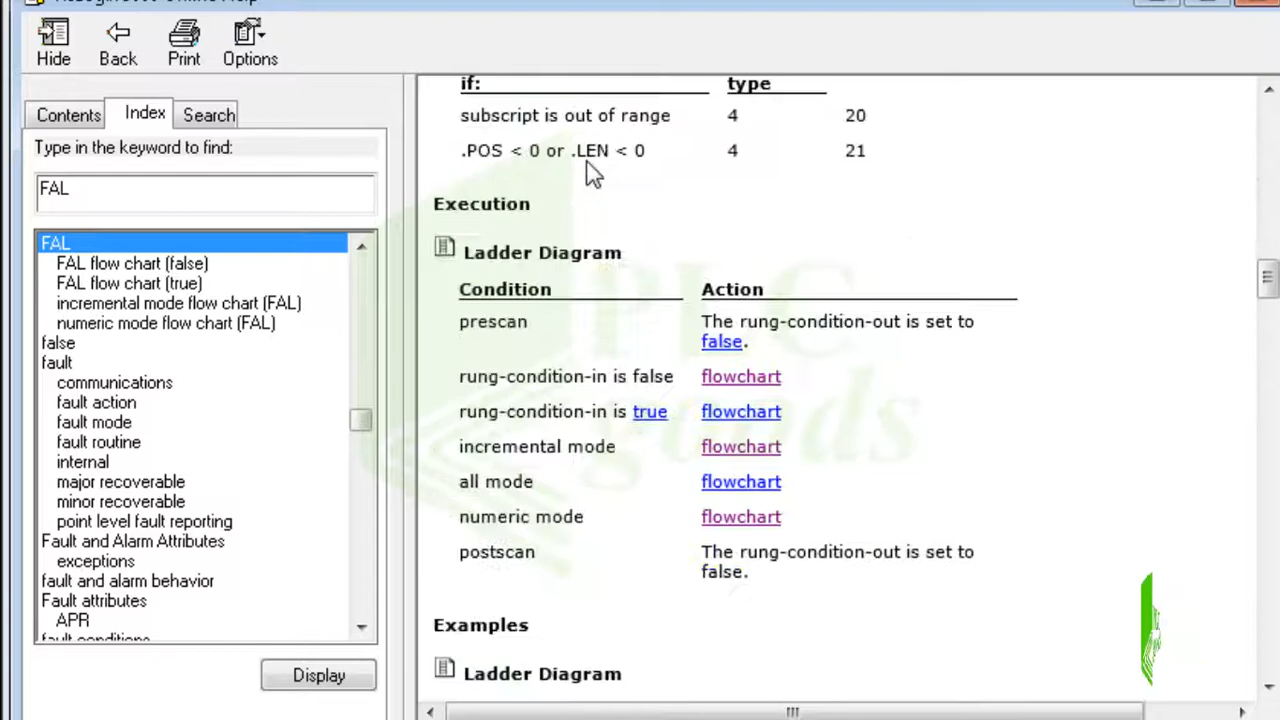 Hide
Back
Print
Options
Contents
Index
Search
Type in the keyword to find:
FAL
FAL
FAL flow chart (false)
FAL flow chart (true)
incremental mode flow chart (FAL)
numeric mode flow chart (FAL)
false
fault
communications
fault action
fault mode
fault routine
internal
major recoverable
minor recoverable
point level fault reporting
Fault and Alarm Attributes
exceptions
fault and alarm behavior
Fault attributes
APR
fault conditions
Display
if: type
subscript is out of range 4 20
.POS < 0 or .LEN < 0 4 21
Execution
Ladder Diagram
Condition Action
prescan The rung-condition-out is set to
false.
rung-condition-in is false flowchart
rung-condition-in is true flowchart
incremental mode flowchart
all mode flowchart
numeric mode flowchart
postscan The rung-condition-out is set to
false.
Examples
Ladder Diagram
PLC
goods